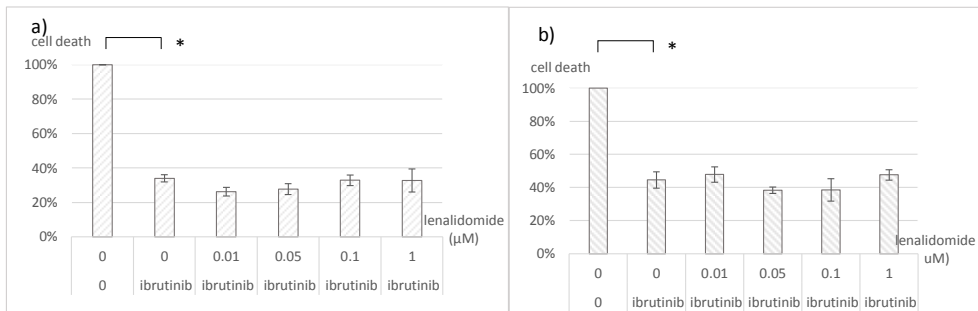 a)
cell death
*
100%
80%
60%
40%
20%
0%
lenalidomide
(µM)
0 0 0.01 0.05 0.1 1
0 ibrutinib ibrutinib ibrutinib ibrutinib ibrutinib
b)
*
cell death
100%
80%
60%
40%
20%
0%
lenalidomide
uM)
0 0 0.01 0.05 0.1 1
0 ibrutinib ibrutinib ibrutinib ibrutinib ibrutinib